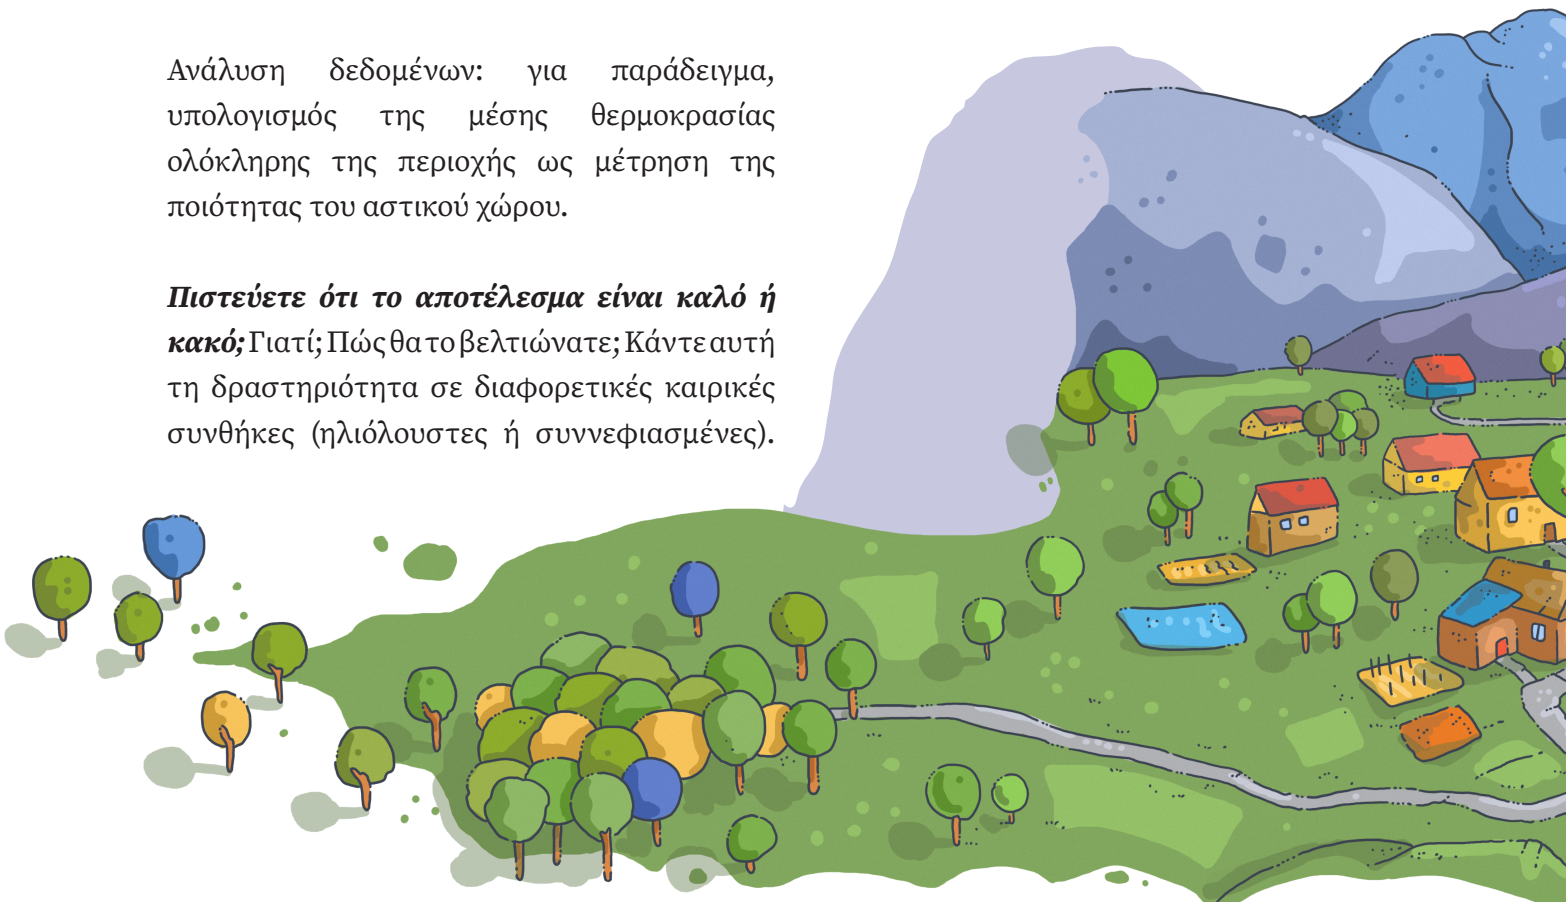 Ανάλυση δεδομένων: για παράδειγμα,
υπολογισμός της μέσης θερμοκρασίας
ολόκληρης της περιοχής ως μέτρηση της
ποιότητας του αστικού χώρου.
Πιστεύετε ότι το αποτέλεσμα είναι καλό ή
κακό; Γιατί; Πώς θα το βελτιώνατε; Κάντε αυτή
τη δραστηριότητα σε διαφορετικές καιρικές
συνθήκες (ηλιόλουστες ή συννεφιασμένες).